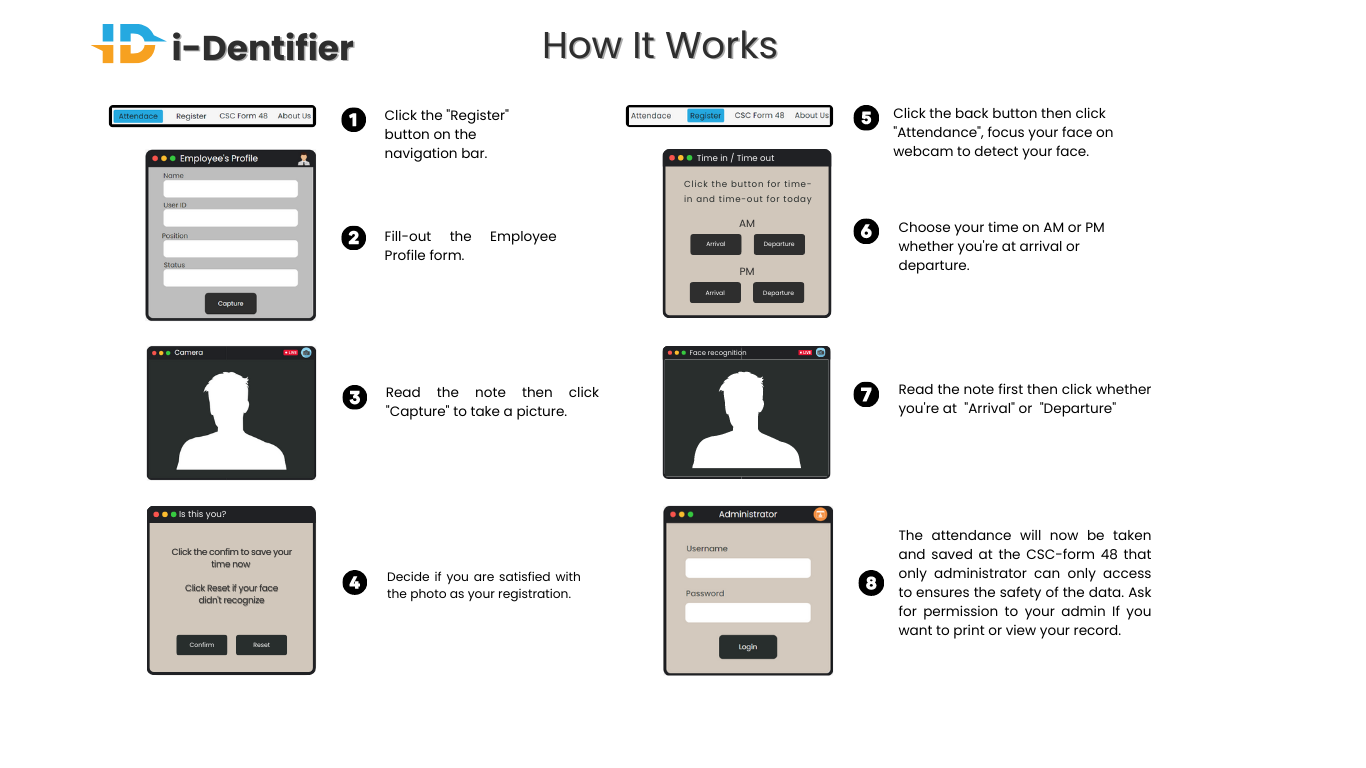 i-Dentifier
How It Works
Attendace Register CSC Form 48 About Us
1
Click the "Register"
button on the
navigation bar.
Employee's Profile
Name
User ID
Position
Status
Capture
2
Fill-out the Employee
Profile form.
Camera
LIVE
3
Read the note then click
"Capture" to take a picture.
Is this you?
Click the confim to save your
time now
Click Reset if your face
didn't recognize
Confirm Reset
4
Decide if you are satisfied with
the photo as your registration.
Attendace Register CSC Form 48 About Us
5
Click the back button then click
"Attendance", focus your face on
webcam to detect your face.
Time in / Time out
Click the button for time-
in and time-out for today
AM
Arrival Departure
PM
Arrival Departure
6
Choose your time on AM or PM
whether you're at arrival or
departure.
Face recognition
LIVE
7
Read the note first then click whether
you're at "Arrival" or "Departure"
Administrator
Username
Password
Login
8
The attendance will now be taken
and saved at the CSC-form 48 that
only administrator can only access
to ensures the safety of the data. Ask
for permission to your admin If you
want to print or view your record.